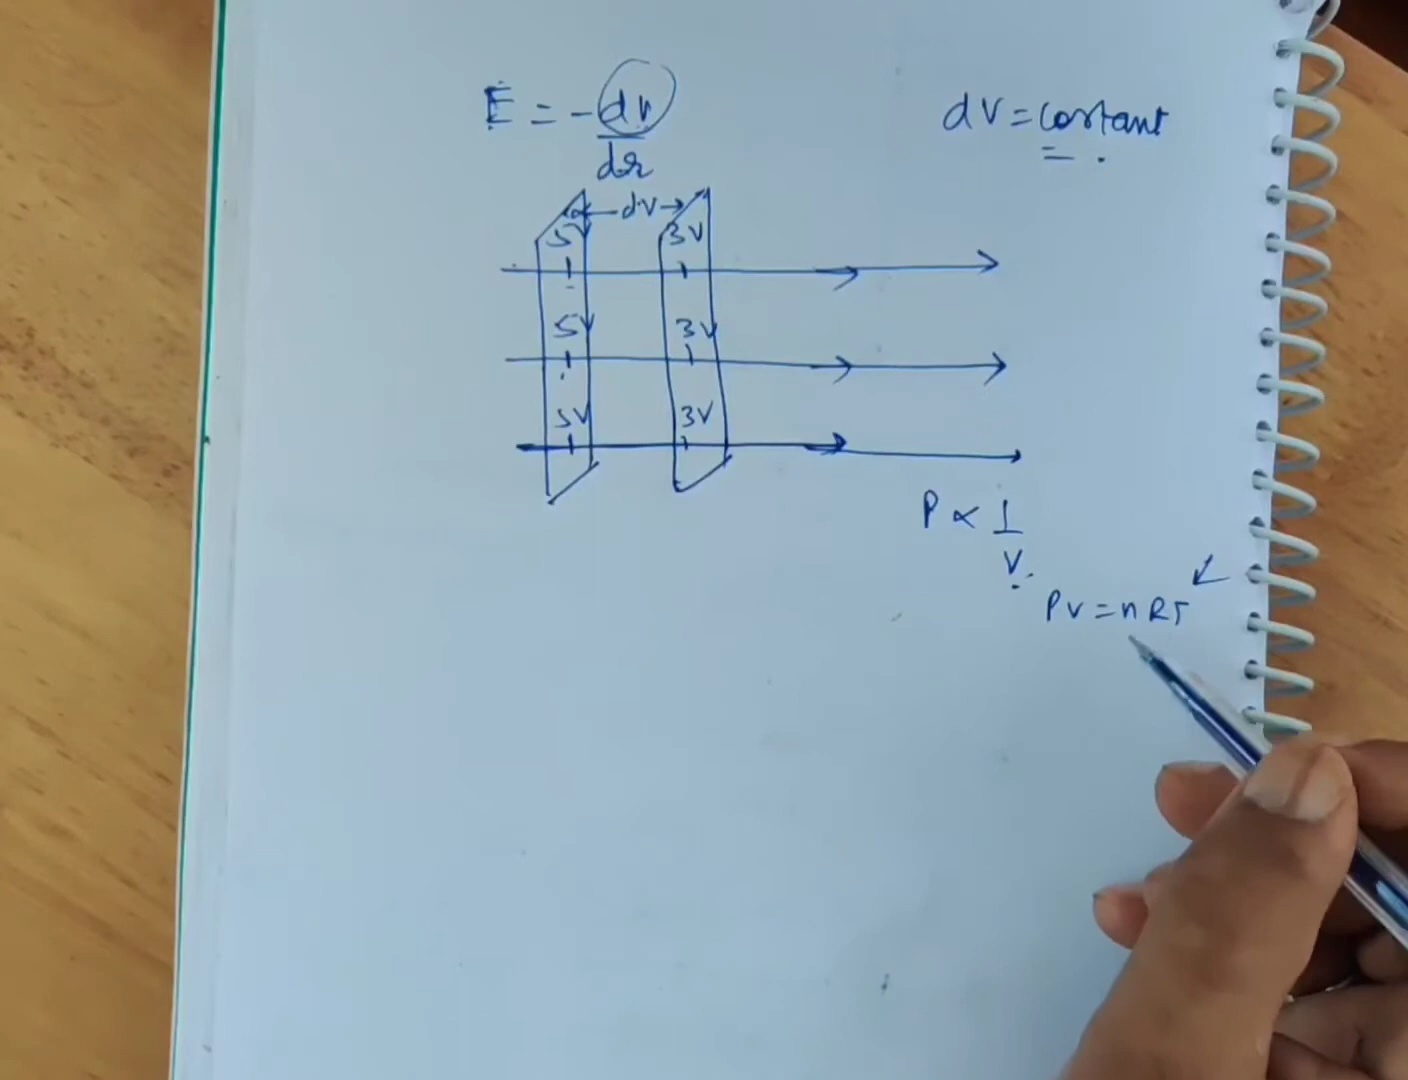 E = -dv
dr
dV = constant
dV
5V 3V
5V 3V
5V 3V
P ∝ 1
V
PV = nRT